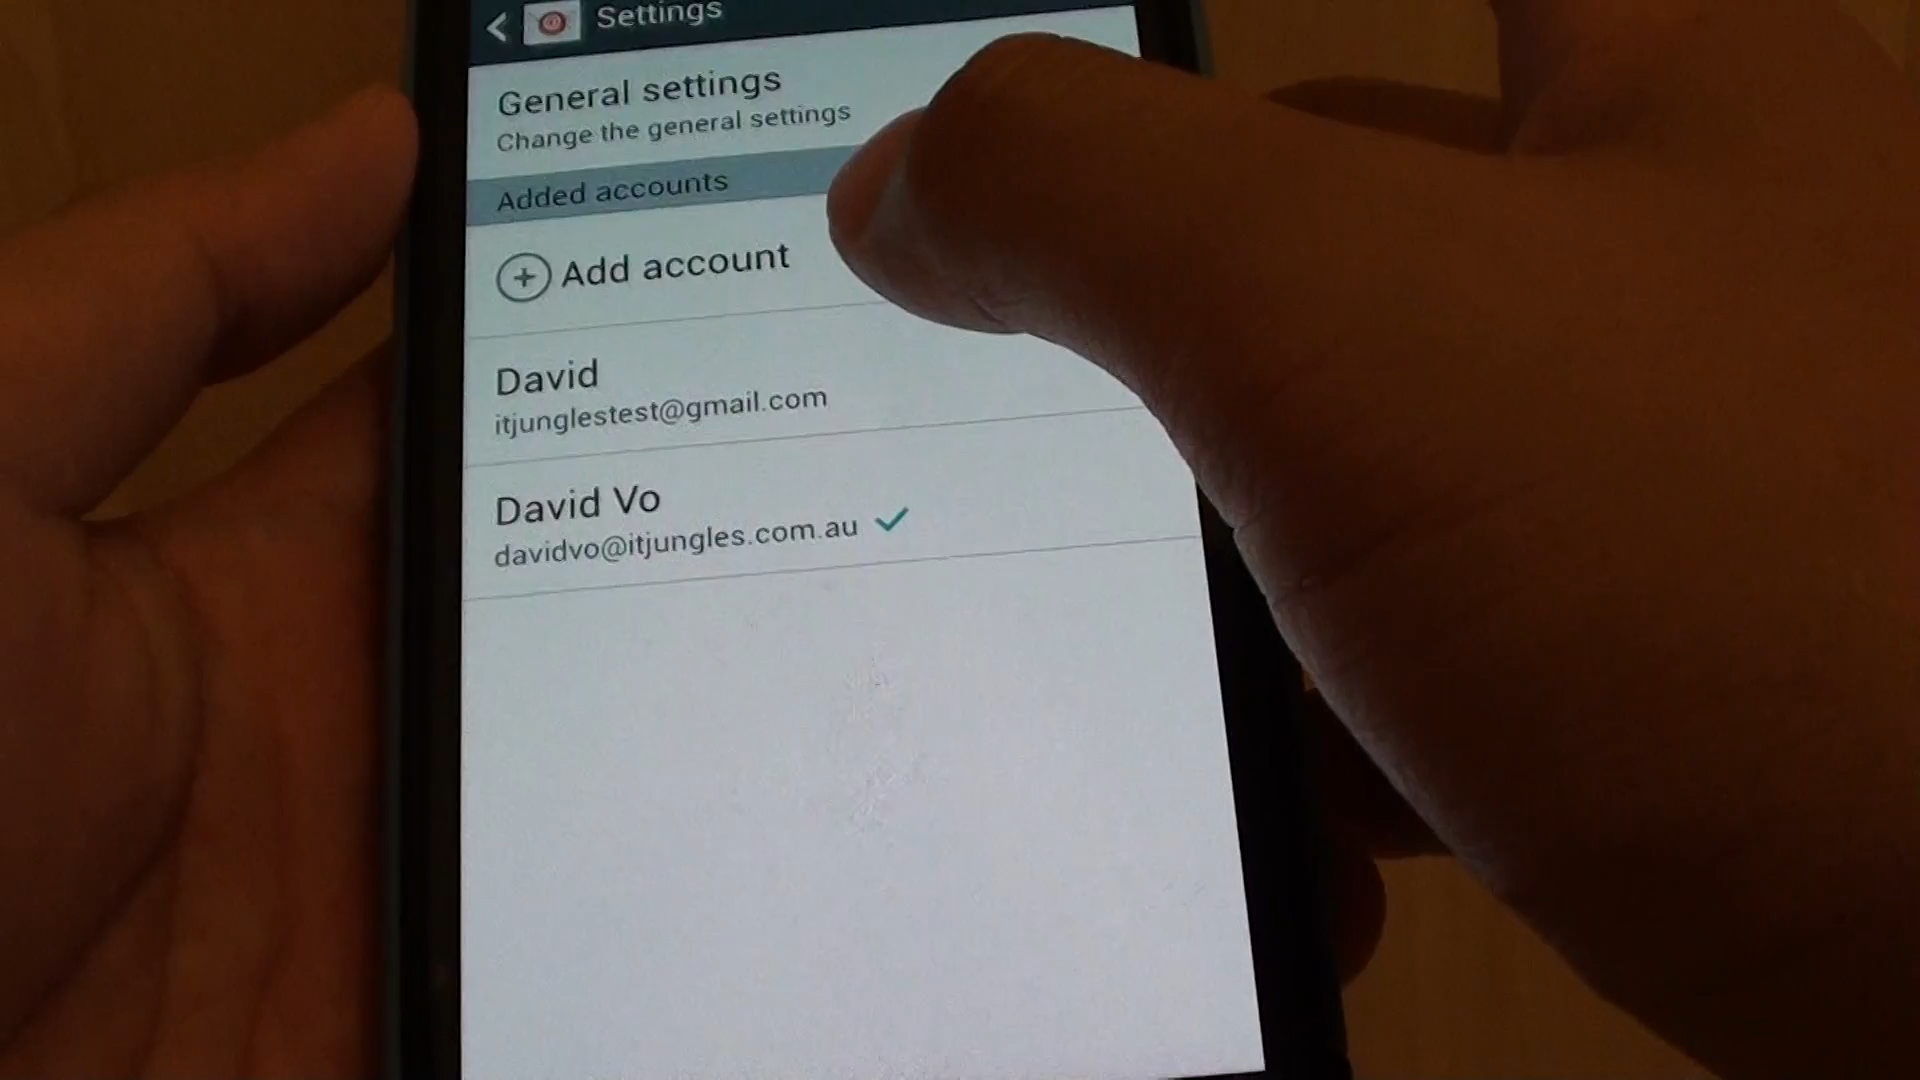 Settings
General settings
Change the general settings
Added accounts
Add account
David
itjunglestest@gmail.com
David Vo
davidvo@itjungles.com.au